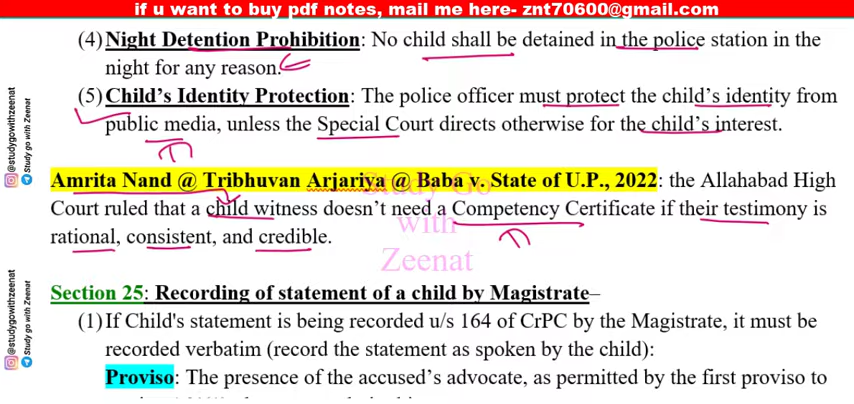 if u want to buy pdf notes, mail me here- znt70600@gmail.com
(4) Night Detention Prohibition: No child shall be detained in the police station in the
night for any reason.
(5) Child's Identity Protection: The police officer must protect the child's identity from
public media, unless the Special Court directs otherwise for the child's interest.
@studygowithzeenat
Study go with Zeenat
Amrita Nand @ Tribhuvan Arjariya @ Baba v. State of U.P., 2022: the Allahabad High
Court ruled that a child witness doesn't need a Competency Certificate if their testimony is
rational, consistent, and credible.
Study Go
with
Zeenat
Section 25: Recording of statement of a child by Magistrate–
(1) If Child's statement is being recorded u/s 164 of CrPC by the Magistrate, it must be
recorded verbatim (record the statement as spoken by the child):
@studygowithzeenat
Study go with Zeenat
Proviso: The presence of the accused's advocate, as permitted by the first proviso to